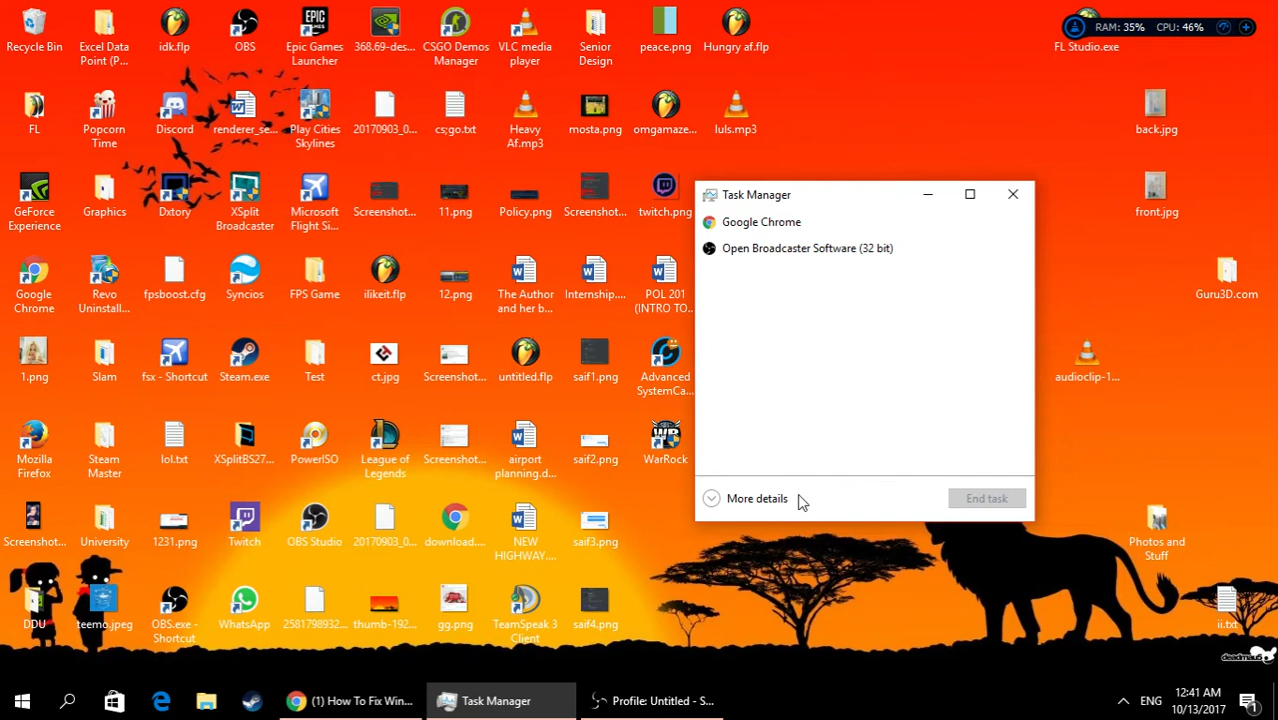 Recycle Bin
Excel Data
Point (P...
idk.flp
OBS
Epic Games
Launcher
368.69-des...
CSGO Demos
Manager
VLC media
player
Senior
Design
peace.png
Hungry af.flp
FL Studio.exe
RAM: 35%
CPU: 46%
FL
Popcorn
Time
Discord
renderer_se...
Play Cities
Skylines
20170903_0...
cs;go.txt
Heavy
Af.mp3
mosta.png
omgamaze...
luls.mp3
back.jpg
GeForce
Experience
Graphics
Dxtory
XSplit
Broadcaster
Microsoft
Flight Si...
Screenshot...
11.png
Policy.png
Screenshot...
twitch.png
front.jpg
Task Manager
Google Chrome
Open Broadcaster Software (32 bit)
More details
End task
Google
Chrome
Revo
Uninstall...
fpsboost.cfg
Syncios
FPS Game
ilikeit.flp
12.png
The Author
and her b...
Internship....
POL 201
(INTRO TO...
Guru3D.com
1.png
Slam
fsx - Shortcut
Steam.exe
Test
ct.jpg
Screenshot...
untitled.flp
saif1.png
Advanced
SystemCa...
audioclip-1...
Mozilla
Firefox
Steam
Master
lol.txt
XSplitBS27...
PowerISO
League of
Legends
Screenshot...
airport
planning.d...
saif2.png
WarRock
Screenshot...
University
1231.png
Twitch
OBS Studio
20170903_0...
download....
NEW
HIGHWAY....
saif3.png
Photos and
Stuff
DDU
teemo.jpeg
OBS.exe -
Shortcut
WhatsApp
2581798932...
thumb-192...
gg.png
TeamSpeak 3
Client
saif4.png
ii.txt
(1) How To Fix Win...
Task Manager
Profile: Untitled - S...
ENG
12:41 AM
10/13/2017
1